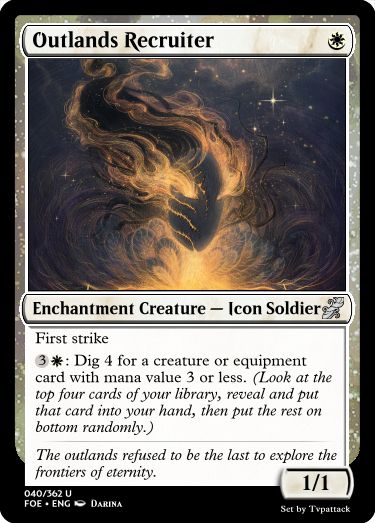 Outlands Recruiter
Enchantment Creature — Icon Soldier
First strike
3: Dig 4 for a creature or equipment
card with mana value 3 or less. (Look at the
top four cards of your library, reveal and put
that card into your hand, then put the rest on
bottom randomly.)
The outlands refused to be the last to explore the
frontiers of eternity.
1/1
040/362 U
FOE • ENG DARINA
Set by Tvpattack